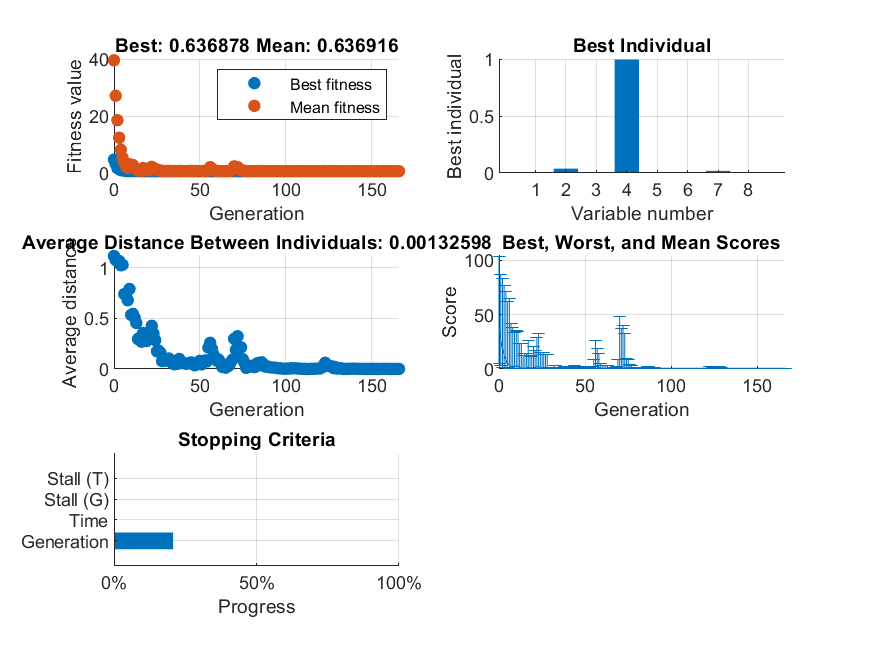 Best: 0.636878 Mean: 0.636916
Fitness value
40
20
0
Best fitness
Mean fitness
0 50 100 150
Generation
Best Individual
Best individual
1
0.5
0
1 2 3 4 5 6 7 8
Variable number
Average Distance Between Individuals: 0.00132598
Average distance
1
0.5
0
0 50 100 150
Generation
Best, Worst, and Mean Scores
Score
100
50
0
0 50 100 150
Generation
Stopping Criteria
Stall (T)
Stall (G)
Time
Generation
0% 50% 100%
Progress